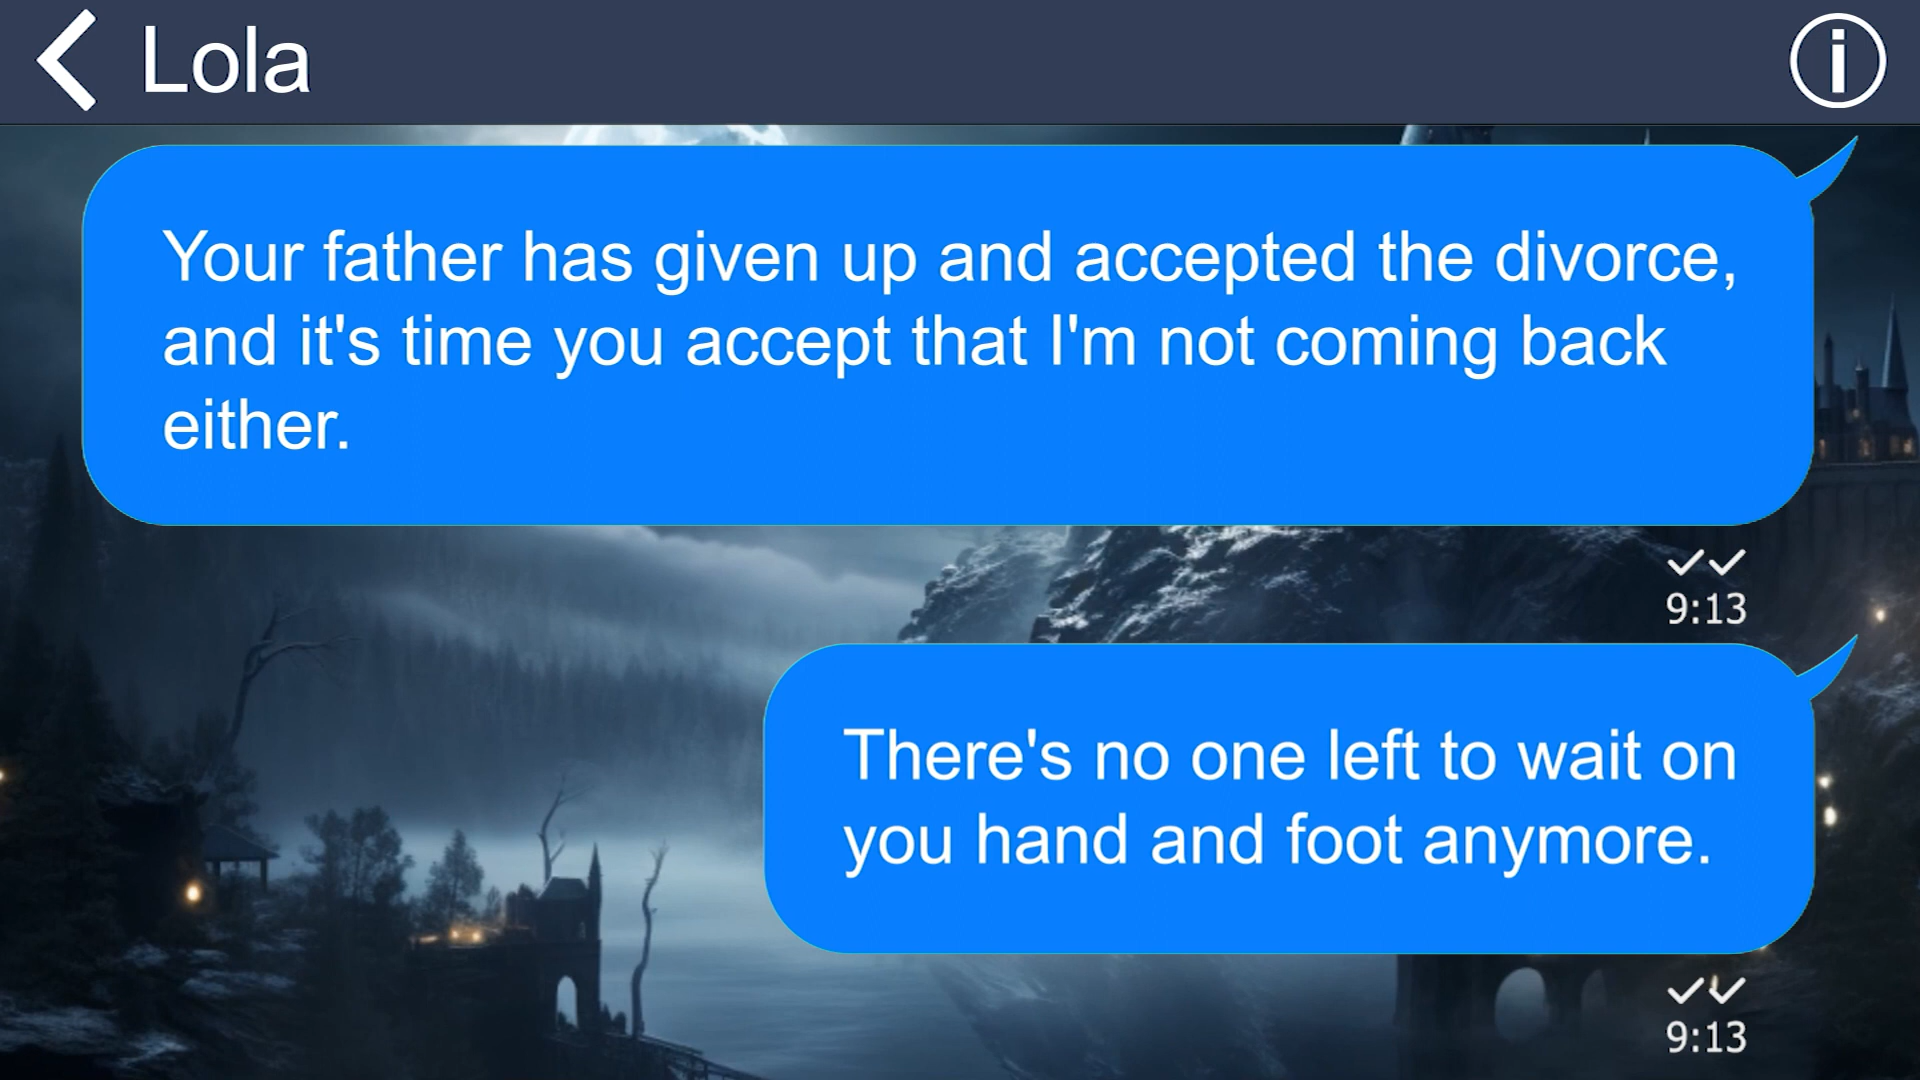 Lola
Your father has given up and accepted the divorce,
and it's time you accept that I'm not coming back
either.
9:13
There's no one left to wait on
you hand and foot anymore.
9:13